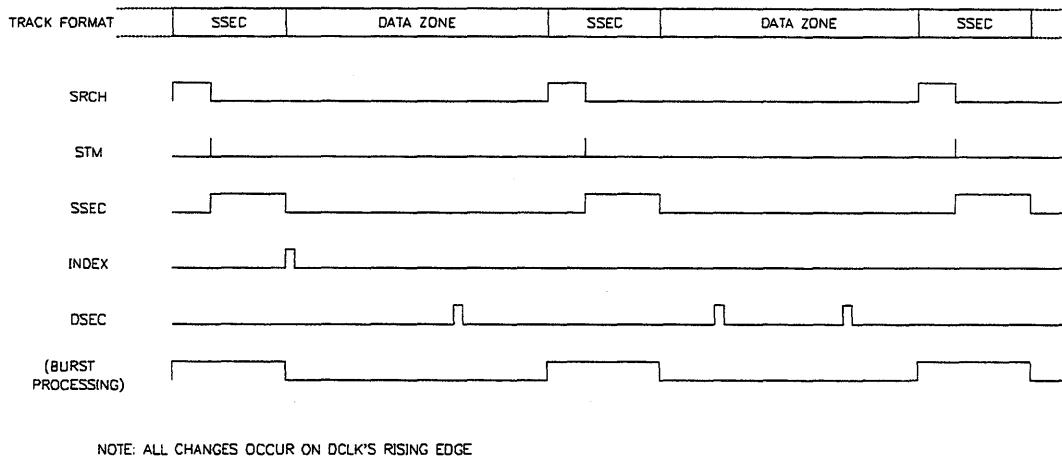 TRACK FORMAT SSEC DATA ZONE SSEC DATA ZONE SSEC
SRCH
STM
SSEC
INDEX
DSEC
(BURST
PROCESSING)
NOTE: ALL CHANGES OCCUR ON DCLK'S RISING EDGE